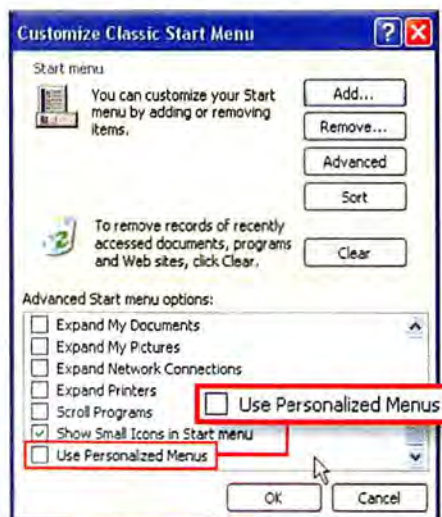 Customize Classic Start Menu
Start menu
You can customize your Start
menu by adding or removing
items.
Add...
Remove...
Advanced
Sort
To remove records of recently
accessed documents, programs
and Web sites, click Clear.
Clear
Advanced Start menu options:
Expand My Documents
Expand My Pictures
Expand Network Connections
Expand Printers
Scroll Programs
Use Personalized Menus
Show Small Icons in Start menu
Use Personalized Menus
OK
Cancel